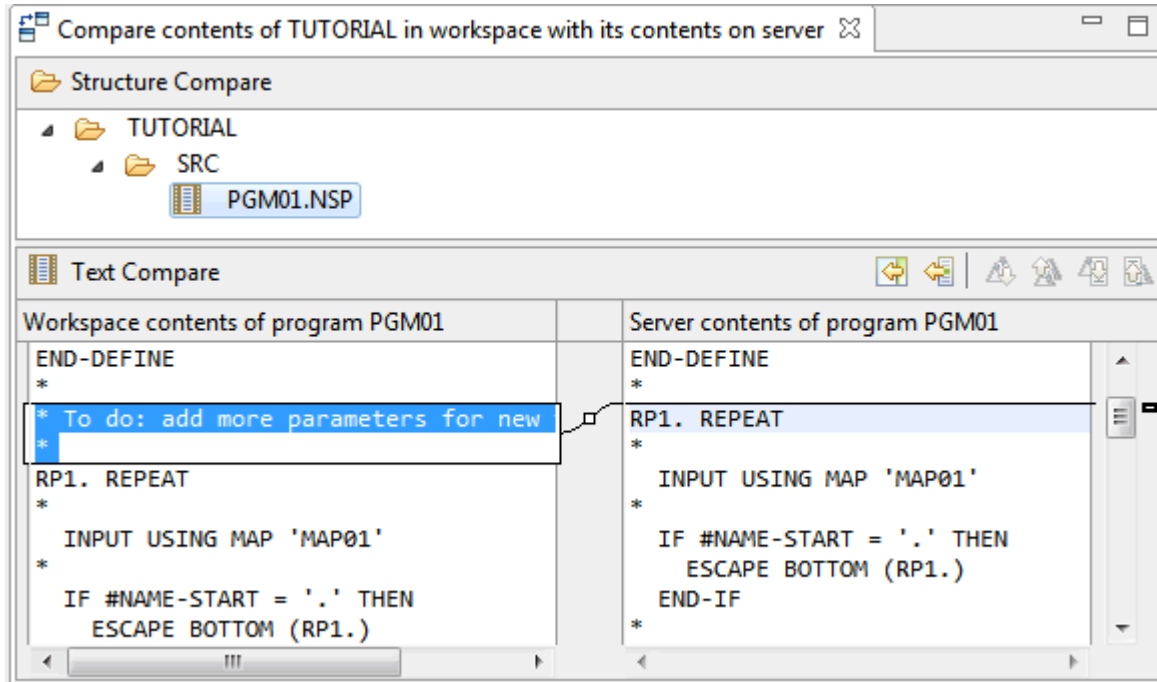 Compare contents of TUTORIAL in workspace with its contents on server
Structure Compare
TUTORIAL
SRC
PGM01.NSP
Text Compare
Workspace contents of program PGM01
END-DEFINE
*
* To do: add more parameters for new
*
RP1. REPEAT
*
INPUT USING MAP 'MAP01'
*
IF #NAME-START = '.' THEN
ESCAPE BOTTOM (RP1.)
Server contents of program PGM01
END-DEFINE
*
RP1. REPEAT
*
INPUT USING MAP 'MAP01'
*
IF #NAME-START = '.' THEN
ESCAPE BOTTOM (RP1.)
END-IF
*